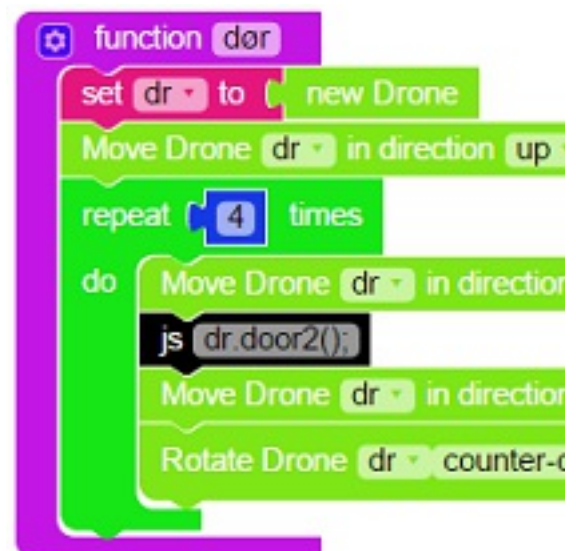 function dør
set dr to new Drone
Move Drone dr in direction up
repeat 4 times
do Move Drone dr in direction
js dr.door2();
Move Drone dr in direction
Rotate Drone dr